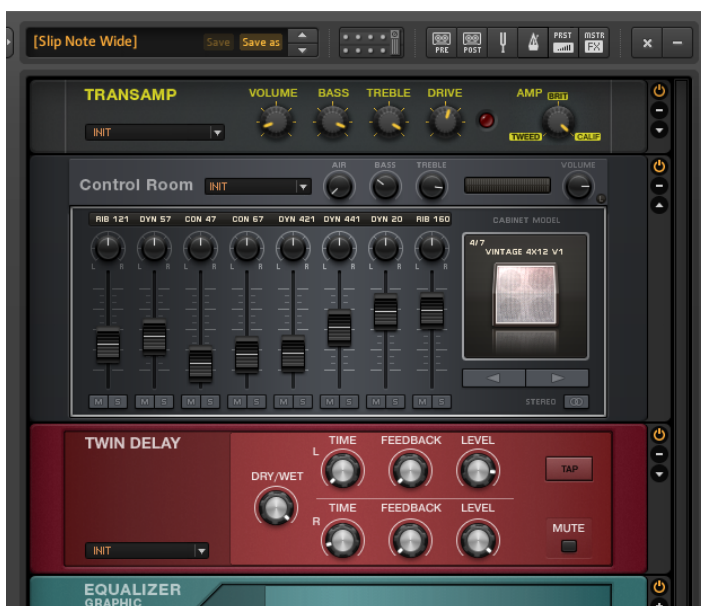 [Slip Note Wide] Save Save as
PRE POST PRST MSTR FX
TRANSAMP
VOLUME BASS TREBLE DRIVE AMP BRIT
INIT
TWEED CALIF
Control Room INIT
AIR BASS TREBLE VOLUME
RIB 121 DYN 57 CON 47 CON 67 DYN 421 DYN 441 DYN 20 RIB 160
CABINET MODEL
4/7
VINTAGE 4X12 V1
L R L R L R L R L R L R L R L R
M S M S M S M S M S M S M S M S
STEREO
TWIN DELAY
L TIME FEEDBACK LEVEL
DRY/WET
TAP
R TIME FEEDBACK LEVEL
MUTE
INIT
EQUALIZER
GRAPHIC